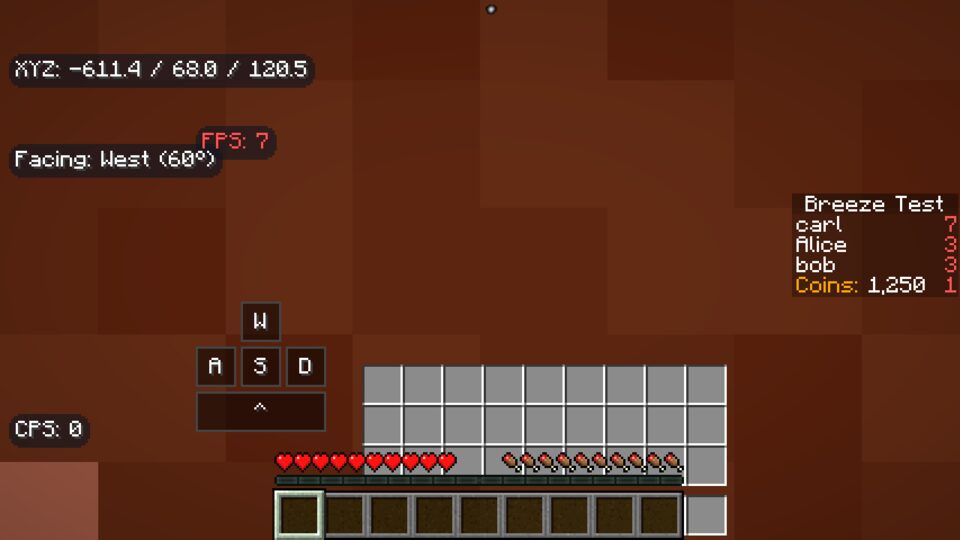 XYZ: -611.4 / 68.0 / 120.5
FPS: 7
Facing: West (60º)
Breeze Test
carl 7
Alice 3
bob 3
Coins: 1,250 1
W
A S D
^
CPS: 0